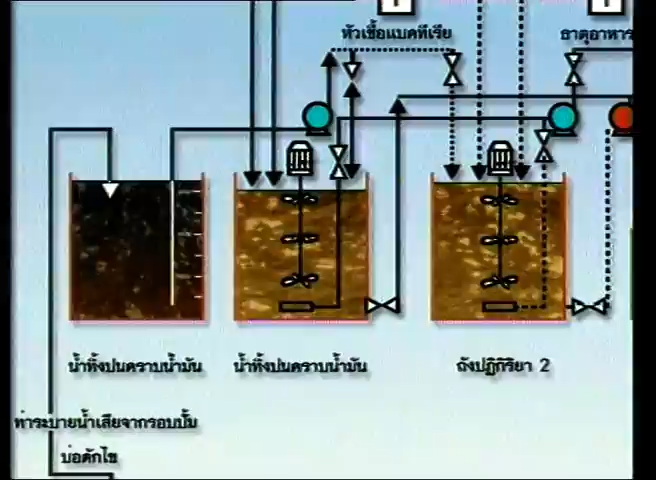 หัวเชื้อแบคทีเรีย
ธาตุอาหาร
น้ำทิ้งปนคราบน้ำมัน
น้ำทิ้งปนคราบน้ำมัน
ถังปฏิกิริยา 2
ท่าระบายน้ำเสียจากรอบปั้ม
บ่อดักไข